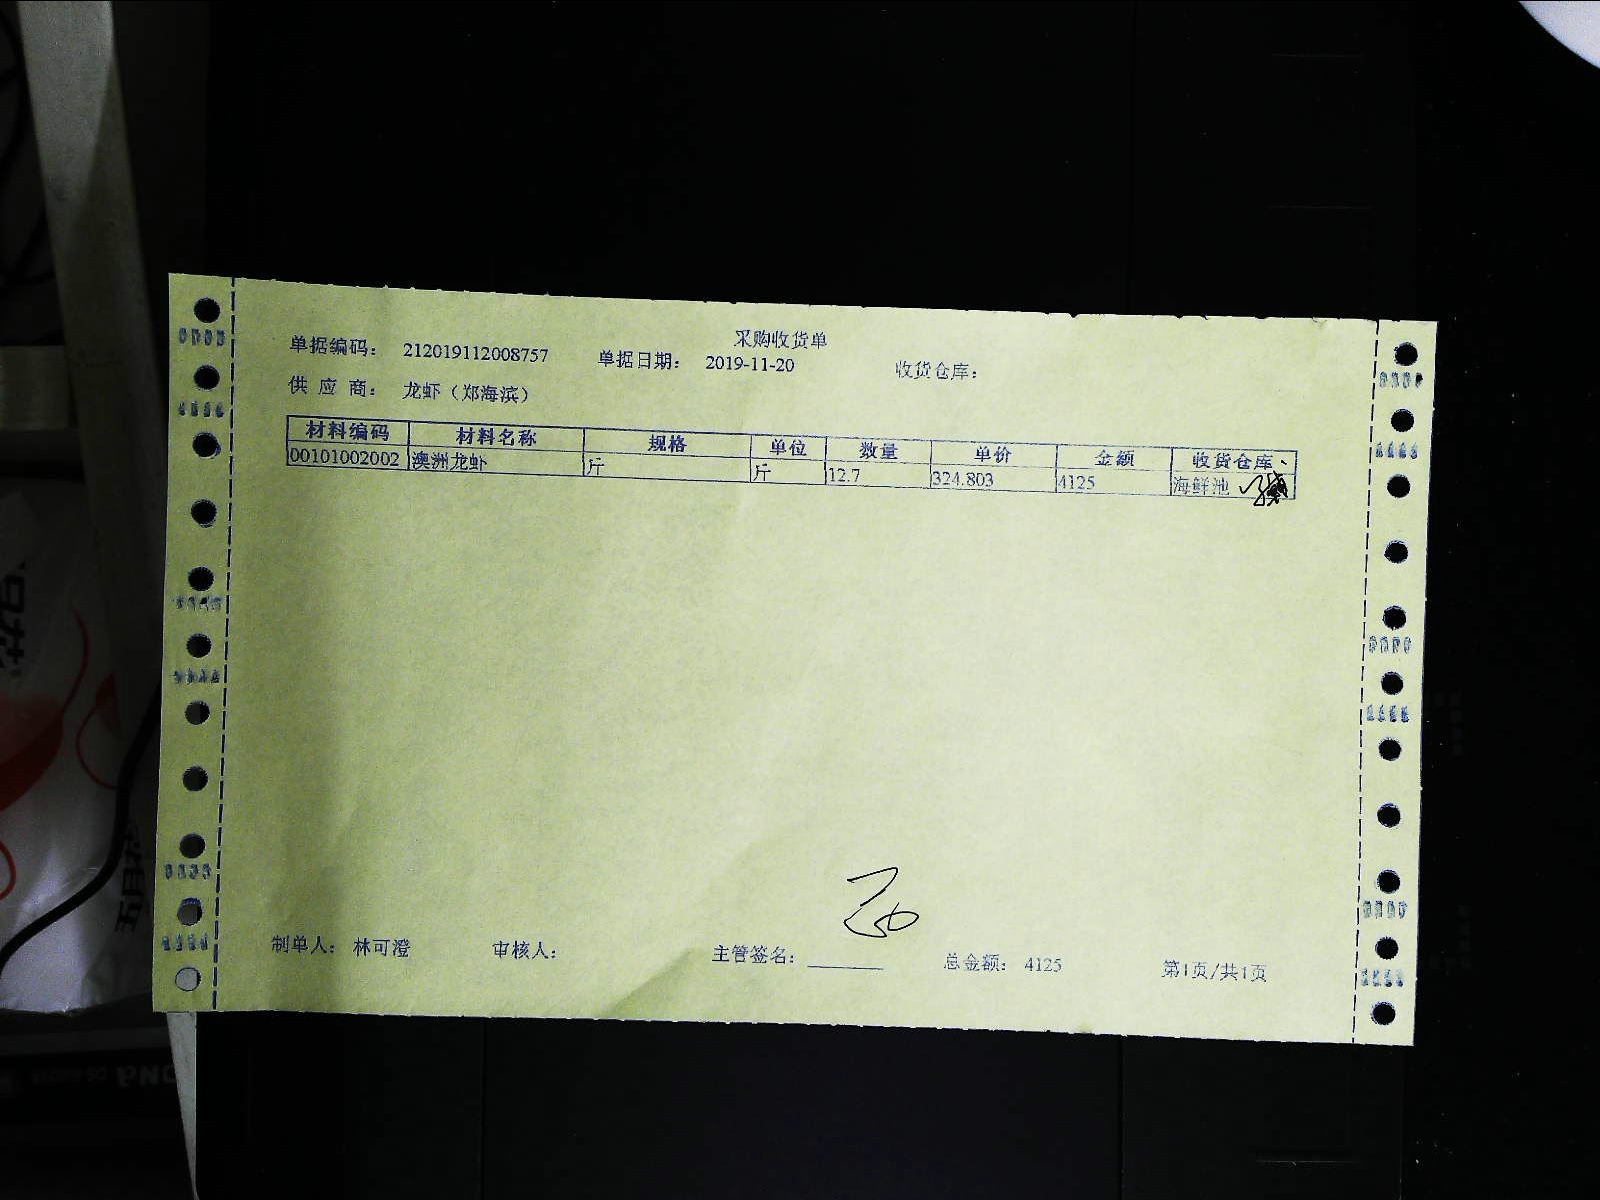 采购收货单
单据编码： 212019112008757 单据日期： 2019-11-20 收货仓库：
供 应 商： 龙虾（郑海滨）
材料编码 材料名称 规格 单位 数量 单价 金额 收货仓库
00101002002 澳洲龙虾 斤 斤 12.7 324.803 4125 海鲜池
制单人： 林可澄 审核人： 主管签名： 总金额： 4125 第1页/共1页